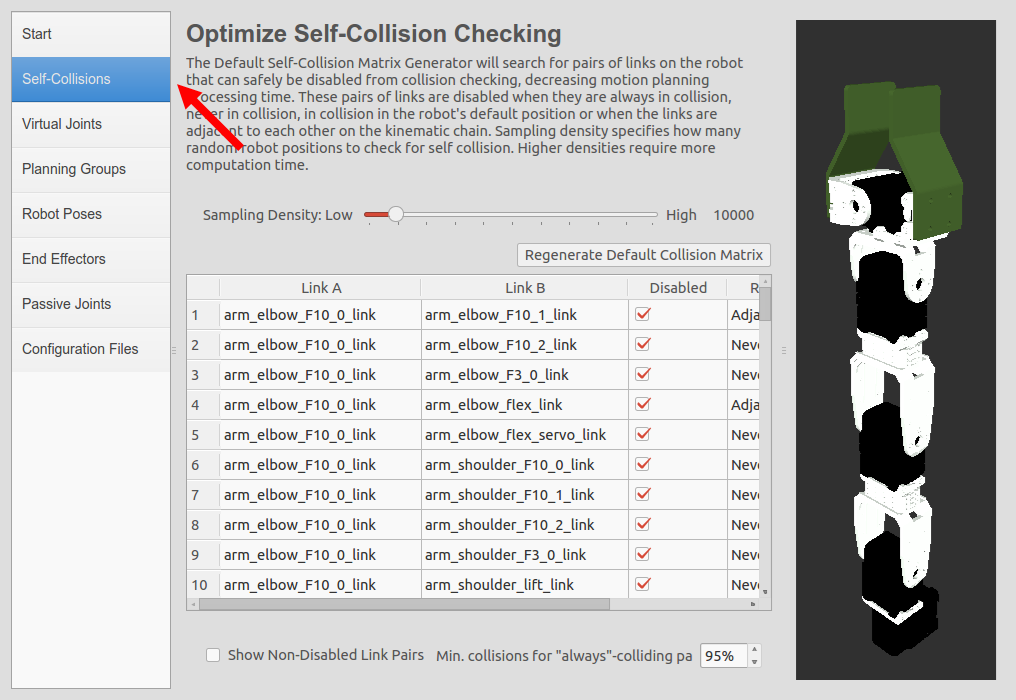 Start
Self-Collisions
Virtual Joints
Planning Groups
Robot Poses
End Effectors
Passive Joints
Configuration Files
Optimize Self-Collision Checking
The Default Self-Collision Matrix Generator will search for pairs of links on the robot
that can safely be disabled from collision checking, decreasing motion planning
processing time. These pairs of links are disabled when they are always in collision,
never in collision, in collision in the robot's default position or when the links are
adjacent to each other on the kinematic chain. Sampling density specifies how many
random robot positions to check for self collision. Higher densities require more
computation time.
Sampling Density: Low High 10000
Regenerate Default Collision Matrix
Link A Link B Disabled R
1 arm_elbow_F10_0_link arm_elbow_F10_1_link Adja
2 arm_elbow_F10_0_link arm_elbow_F10_2_link Neve
3 arm_elbow_F10_0_link arm_elbow_F3_0_link Neve
4 arm_elbow_F10_0_link arm_elbow_flex_link Adja
5 arm_elbow_F10_0_link arm_elbow_flex_servo_link Neve
6 arm_elbow_F10_0_link arm_shoulder_F10_0_link Neve
7 arm_elbow_F10_0_link arm_shoulder_F10_1_link Neve
8 arm_elbow_F10_0_link arm_shoulder_F10_2_link Neve
9 arm_elbow_F10_0_link arm_shoulder_F3_0_link Neve
10 arm_elbow_F10_0_link arm_shoulder_lift_link Neve
Show Non-Disabled Link Pairs Min. collisions for "always"-colliding pa 95%